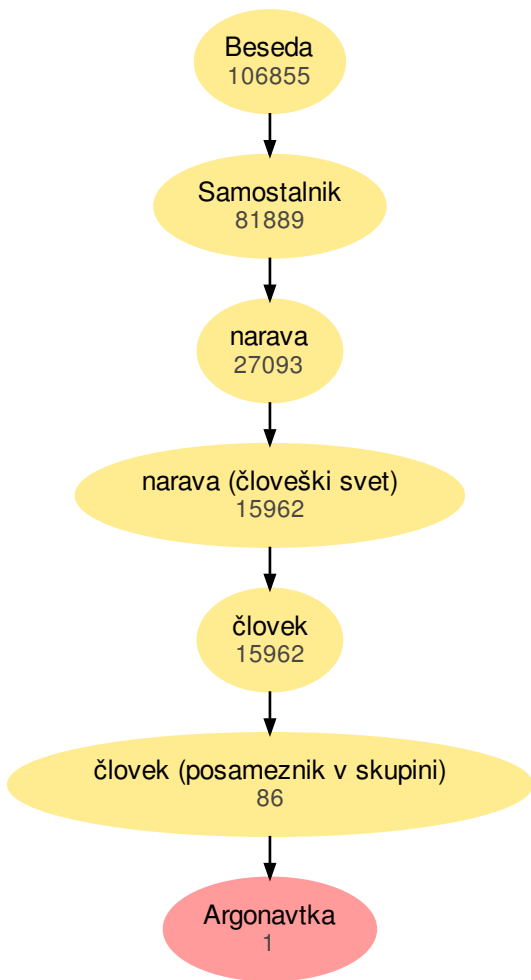 Beseda
106855
Samostalnik
81889
narava
27093
narava (človeški svet)
15962
človek
15962
človek (posameznik v skupini)
86
Argonavtka
1